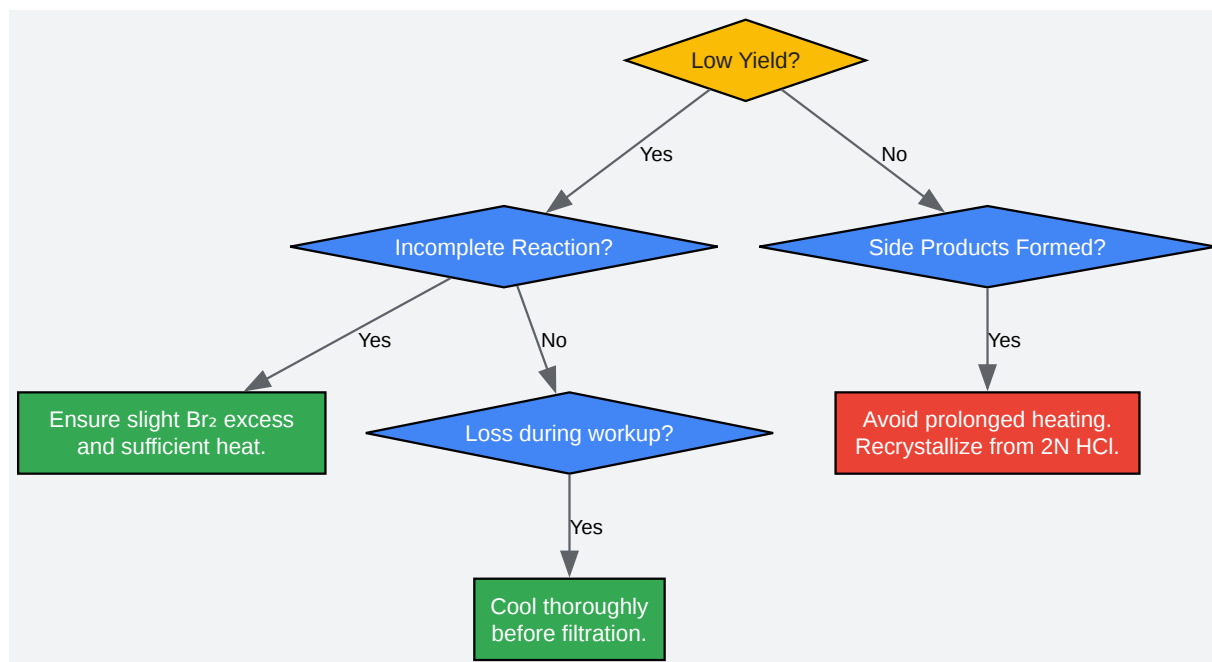 Low Yield?
Yes
No
Incomplete Reaction?
Side Products Formed?
Yes
No
Yes
Ensure slight Br₂ excess
and sufficient heat.
Loss during workup?
Avoid prolonged heating.
Recrystallize from 2N HCl.
Yes
Cool thoroughly
before filtration.